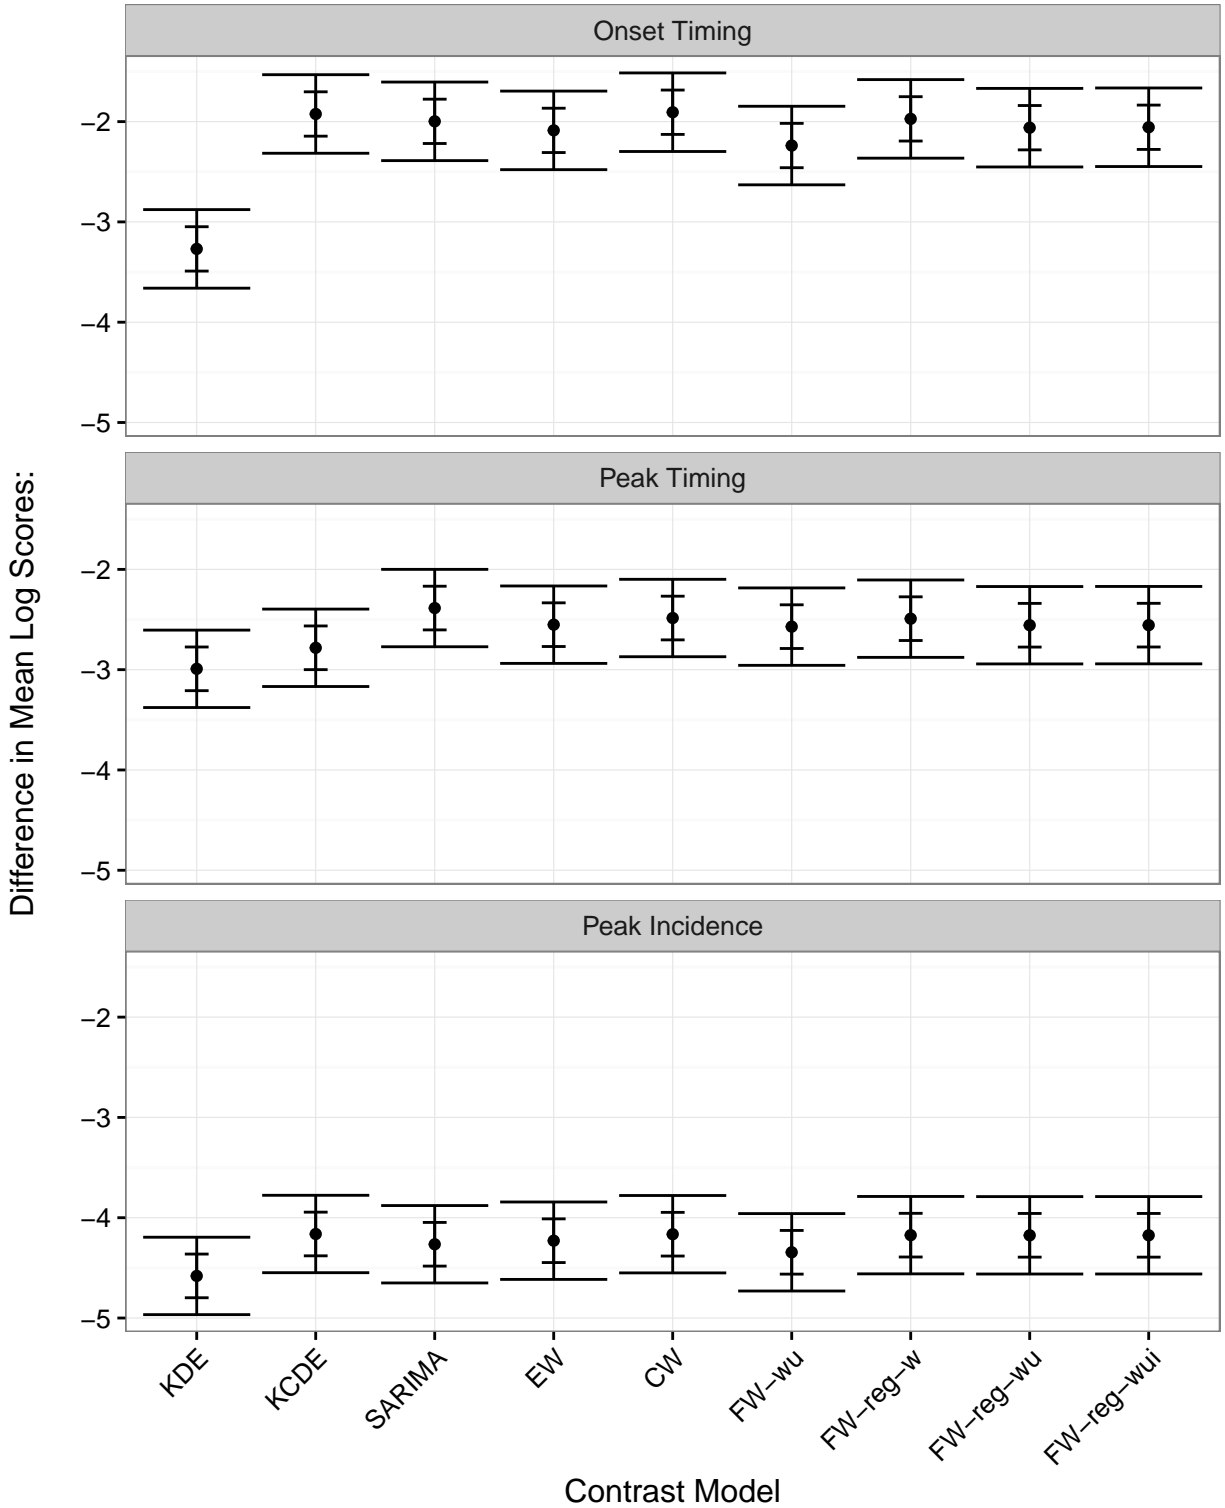 Onset Timing
−2
−3
−4
−5
Peak Timing
−2
−3
−4
−5
Peak Incidence
−2
−3
−4
−5
Difference in Mean Log Scores:
KDE
KCDE
SARIMA
EW
CW
FW−wu
FW−reg−w
FW−reg−wu
FW−reg−wui
Contrast Model